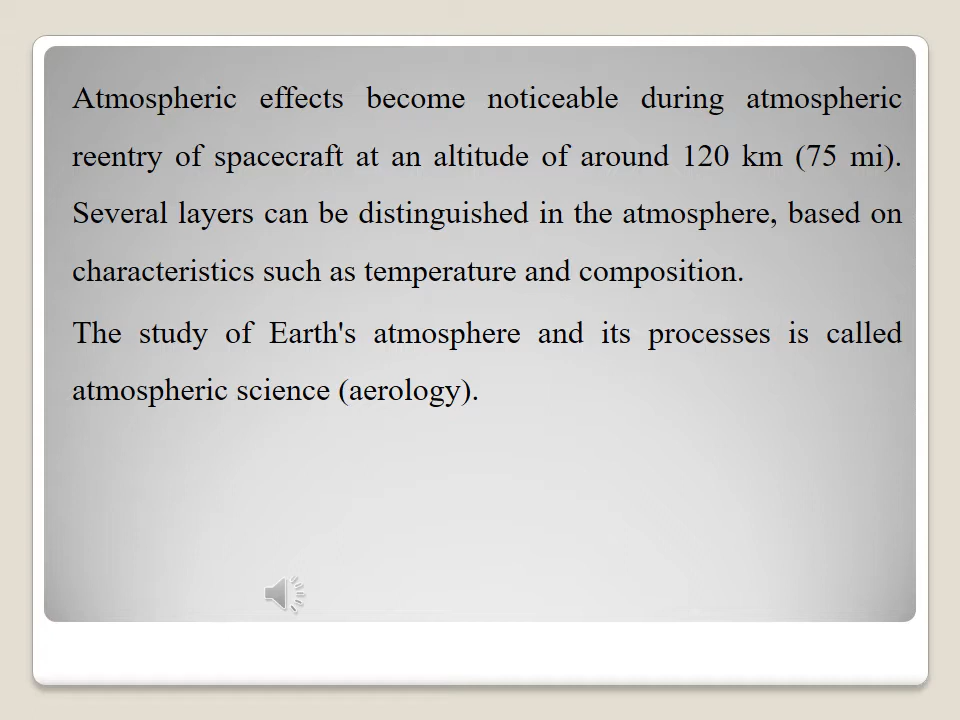 Atmospheric effects become noticeable during atmospheric
reentry of spacecraft at an altitude of around 120 km (75 mi).
Several layers can be distinguished in the atmosphere, based on
characteristics such as temperature and composition.
The study of Earth's atmosphere and its processes is called
atmospheric science (aerology).